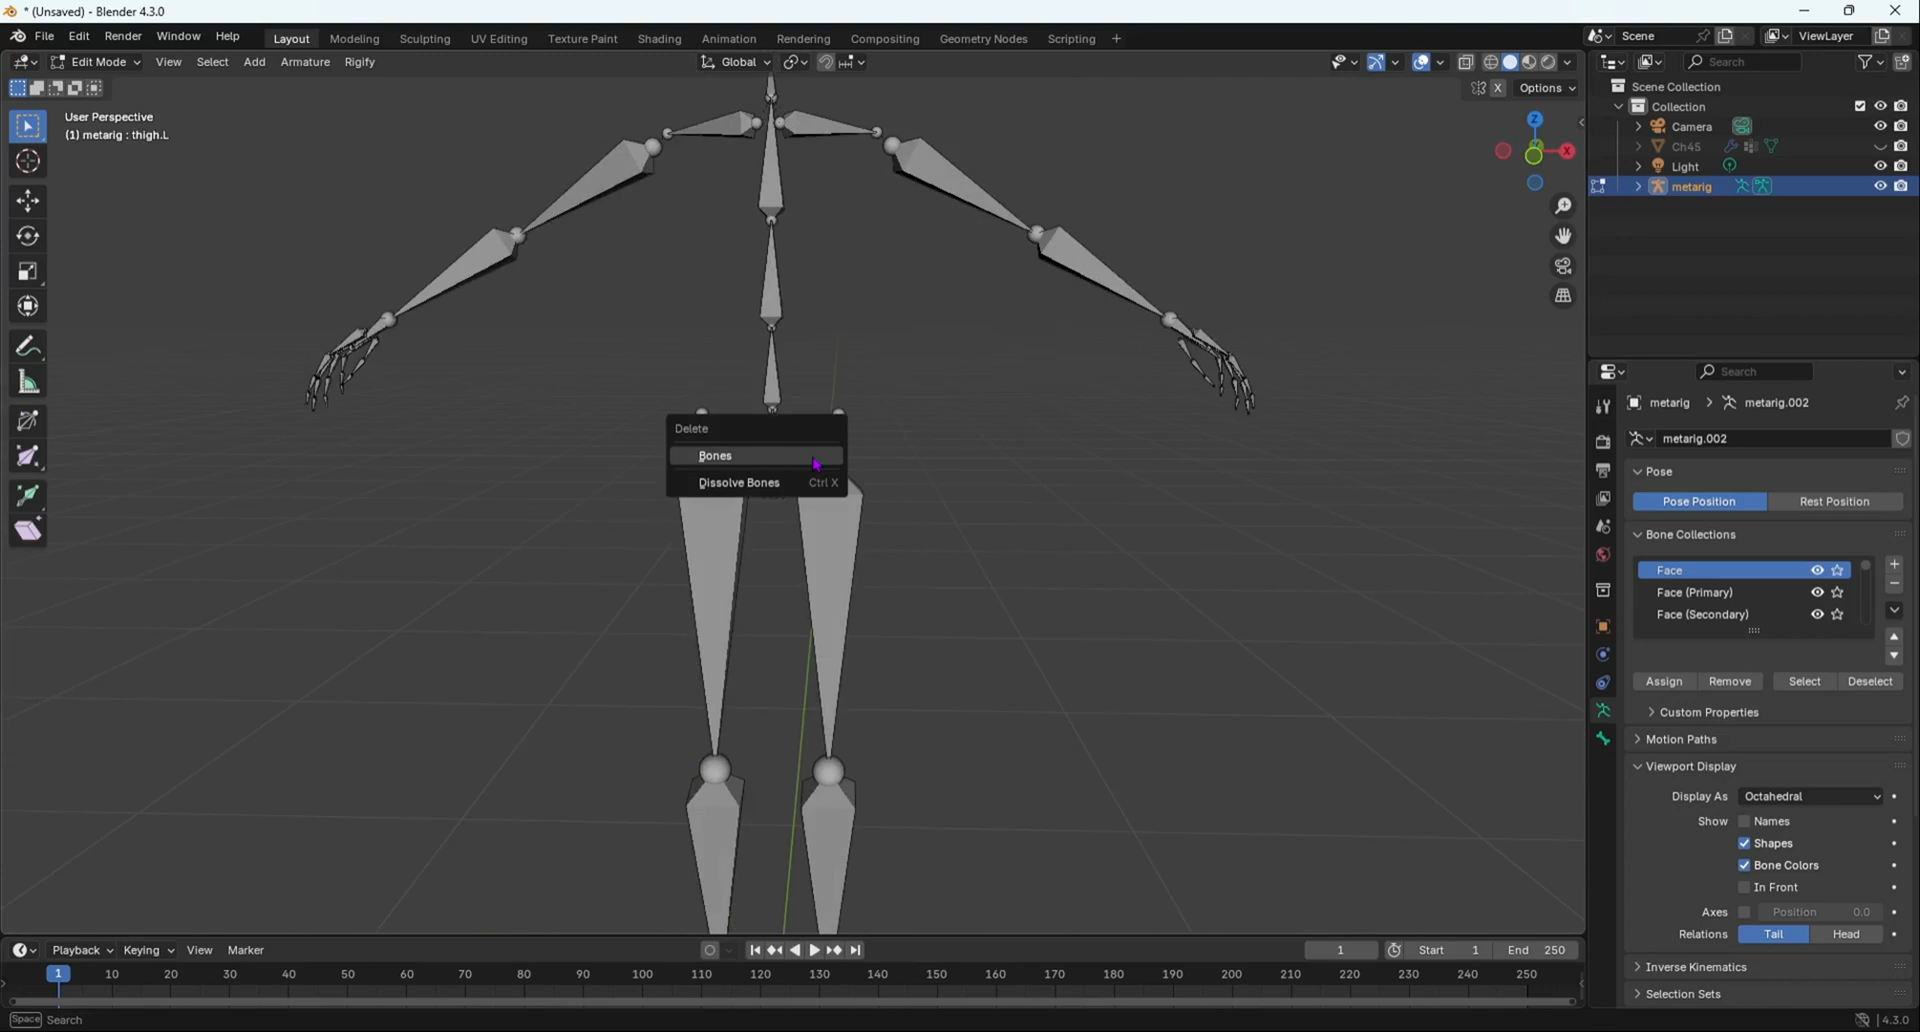 * (Unsaved) - Blender 4.3.0
File Edit Render Window Help
Layout Modeling Sculpting UV Editing Texture Paint Shading Animation Rendering Compositing Geometry Nodes Scripting +
Scene
ViewLayer
Edit Mode View Select Add Armature Rigify
Global
Search
X Options
User Perspective
(1) metarig : thigh.L
Z
X
Scene Collection
Collection
Camera
Ch45
Light
metarig
Delete
Bones
Dissolve Bones Ctrl X
Search
metarig > metarig.002
metarig.002
Pose
Pose Position Rest Position
Bone Collections
Face
Face (Primary)
Face (Secondary)
Assign Remove Select Deselect
Custom Properties
Motion Paths
Viewport Display
Display As Octahedral
Show Names
Shapes
Bone Colors
In Front
Axes Position 0.0
Relations Tail Head
Inverse Kinematics
Selection Sets
Playback Keying View Marker
1 Start 1 End 250
1 10 20 30 40 50 60 70 80 90 100 110 120 130 140 150 160 170 180 190 200 210 220 230 240 250
Space Search
4.3.0